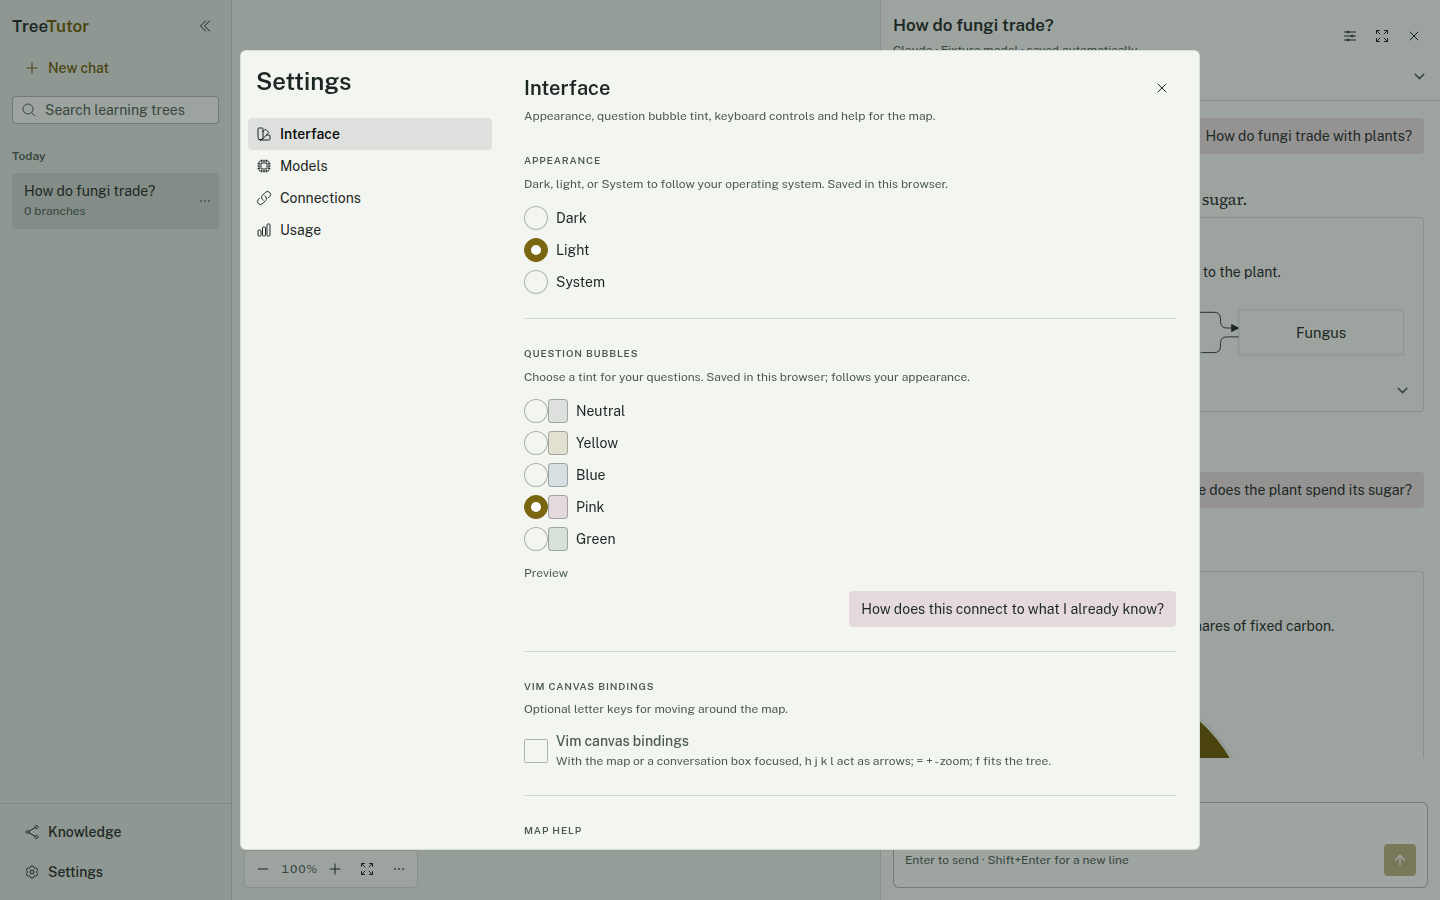 TreeTutor
New chat
Search learning trees
Today
How do fungi trade?
0 branches
Knowledge
Settings
100%
How do fungi trade?
Claude · Fixture model · saved automatically
How do fungi trade with plants?
sugar.
to the plant.
Fungus
does the plant spend its sugar?
of fixed carbon.
Enter to send · Shift+Enter for a new line
Settings
Interface
Models
Connections
Usage
Interface
Appearance, question bubble tint, keyboard controls and help for the map.
APPEARANCE
Dark, light, or System to follow your operating system. Saved in this browser.
Dark
Light
System
QUESTION BUBBLES
Choose a tint for your questions. Saved in this browser; follows your appearance.
Neutral
Yellow
Blue
Pink
Green
Preview
How does this connect to what I already know?
VIM CANVAS BINDINGS
Optional letter keys for moving around the map.
Vim canvas bindings
With the map or a conversation box focused, h j k l act as arrows; = + - zoom; f fits the tree.
MAP HELP